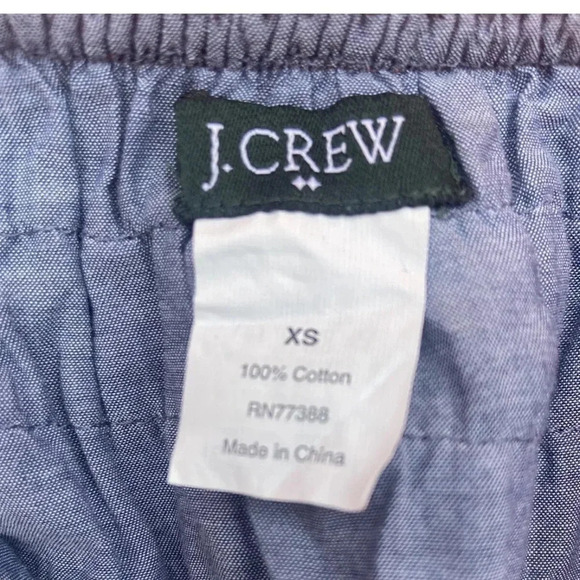 J.CREW
XS
100% Cotton
RN77388
Made in China